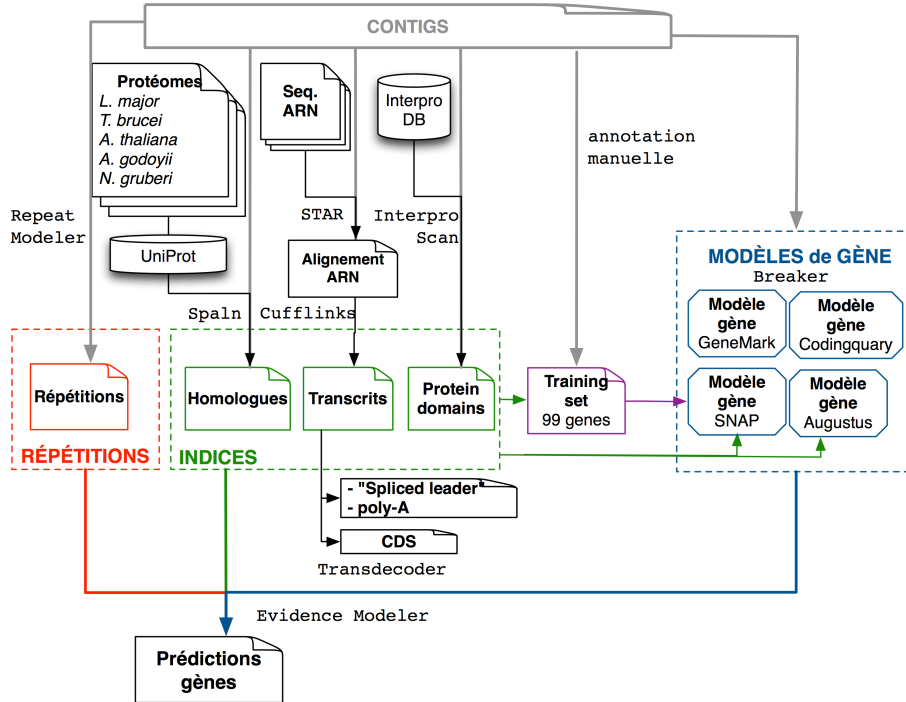 CONTIGS
Protéomes
L. major
T. brucei
A. thaliana
A. godoyii
N. gruberi
Seq.
ARN
Interpro
DB
annotation
manuelle
Repeat
Modeler
UniProt
STAR
Interpro
Scan
Alignement
ARN
Spaln
Cufflinks
MODÈLES de GÈNE
Breaker
Modèle
gène
GeneMark
Modèle
gène
Codingquary
Répétitions
Homologues
Transcrits
Protein
domains
Training
set
99 genes
Modèle
gène
SNAP
Modèle
gène
Augustus
RÉPÉTITIONS
INDICES
- "Spliced leader"
- poly-A
CDS
Transdecoder
Evidence Modeler
Prédictions
gènes